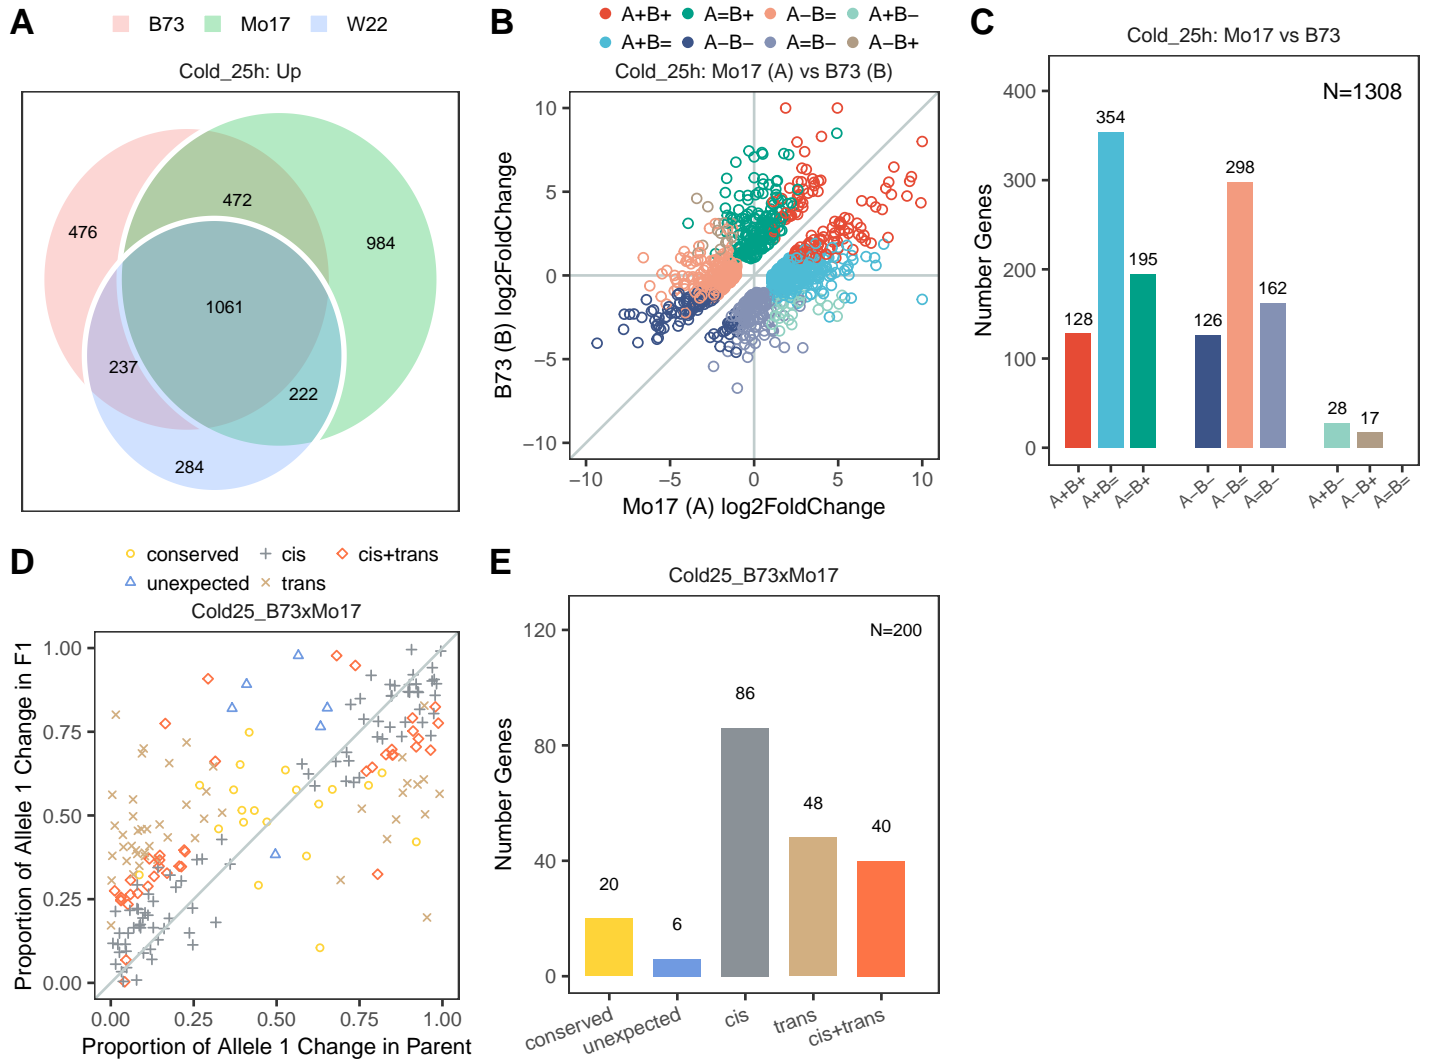 A
B73 Mo17 W22
Cold_25h: Up
476
472
984
1061
237
222
284
B
A+B+ A=B+ A−B= A+B−
A+B= A−B− A=B− A−B+
Cold_25h: Mo17 (A) vs B73 (B)
B73 (B) log2FoldChange
10
5
0
−5
−10
−10 −5 0 5 10
Mo17 (A) log2FoldChange
C
Cold_25h: Mo17 vs B73
N=1308
Number Genes
400
300
200
100
0
128
354
195
126
298
162
28
17
A+B+ A+B= A=B+ A−B− A−B= A=B− A+B− A−B+ A=B=
D
conserved cis cis+trans
unexpected trans
Cold25_B73xMo17
Proportion of Allele 1 Change in F1
1.00
0.75
0.50
0.25
0.00
0.00 0.25 0.50 0.75 1.00
Proportion of Allele 1 Change in Parent
E
Cold25_B73xMo17
N=200
Number Genes
120
80
40
0
20
6
86
48
40
conserved unexpected cis trans cis+trans